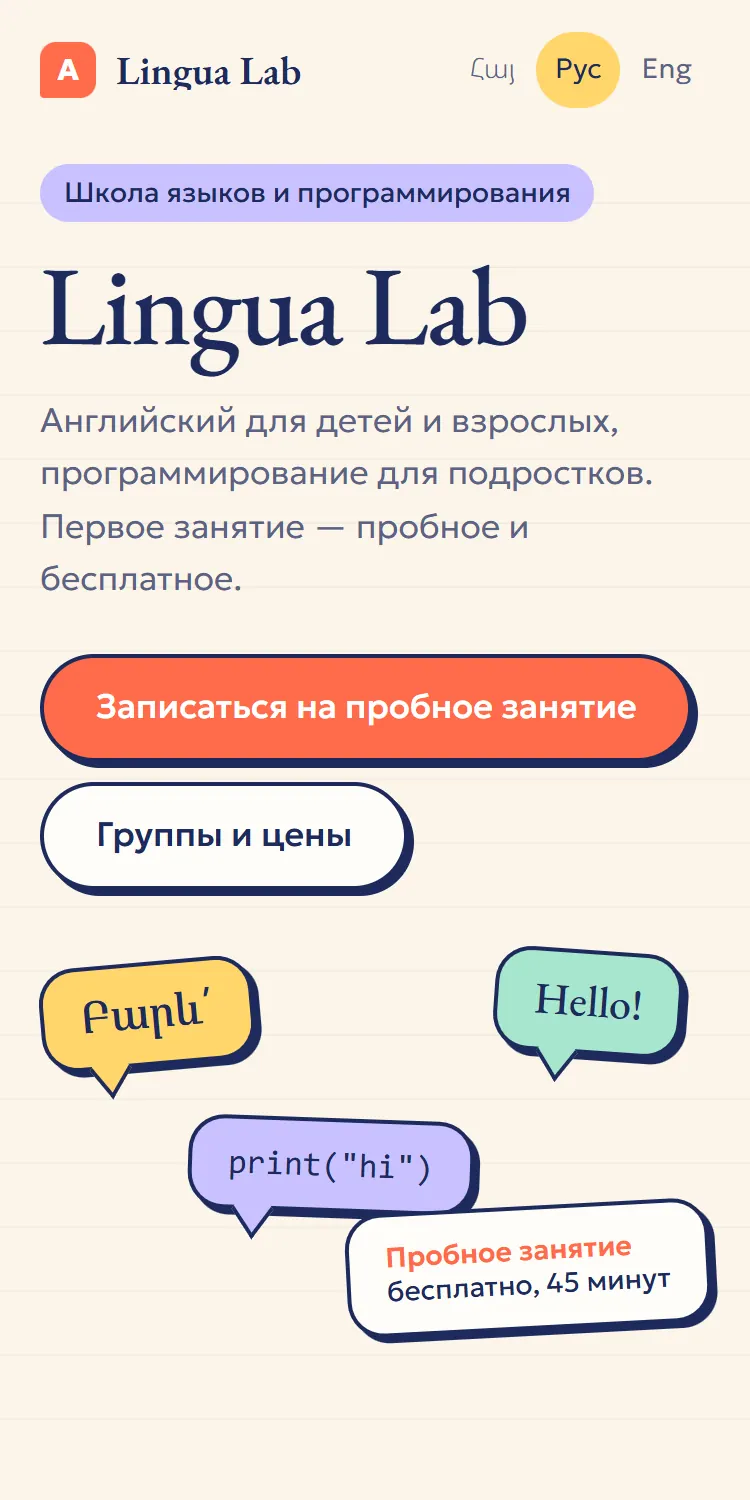 A Lingua Lab Հայ Рус Eng
Школа языков и программирования
Lingua Lab
Английский для детей и взрослых,
программирование для подростков.
Первое занятие — пробное и
бесплатное.
Записаться на пробное занятие
Группы и цены
Բարև՛
Hello!
print("hi")
Пробное занятие
бесплатно, 45 минут